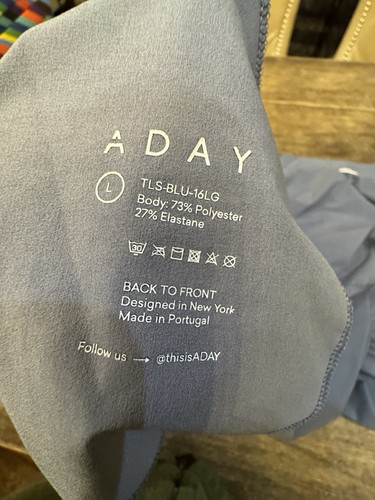 ADAY
L
TLS-BLU-16LG
Body: 73% Polyester
27% Elastane
30
BACK TO FRONT
Designed in New York
Made in Portugal
Follow us → @thisisADAY